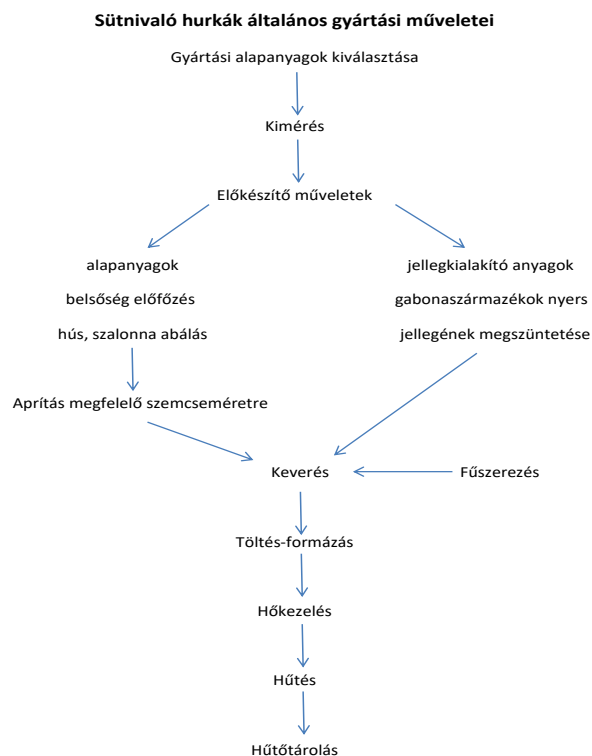 Sütnivaló hurkák általános gyártási műveletei
Gyártási alapanyagok kiválasztása
Kimérés
Előkészítő műveletek
alapanyagok
belsőség előfőzés
hús, szalonna abálás
jellegkialakító anyagok
gabonaszármazékok nyers
jellegének megszüntetése
Aprítás megfelelő szemcseméretre
Keverés
Fűszerezés
Töltés-formázás
Hőkezelés
Hűtés
Hűtőtárolás